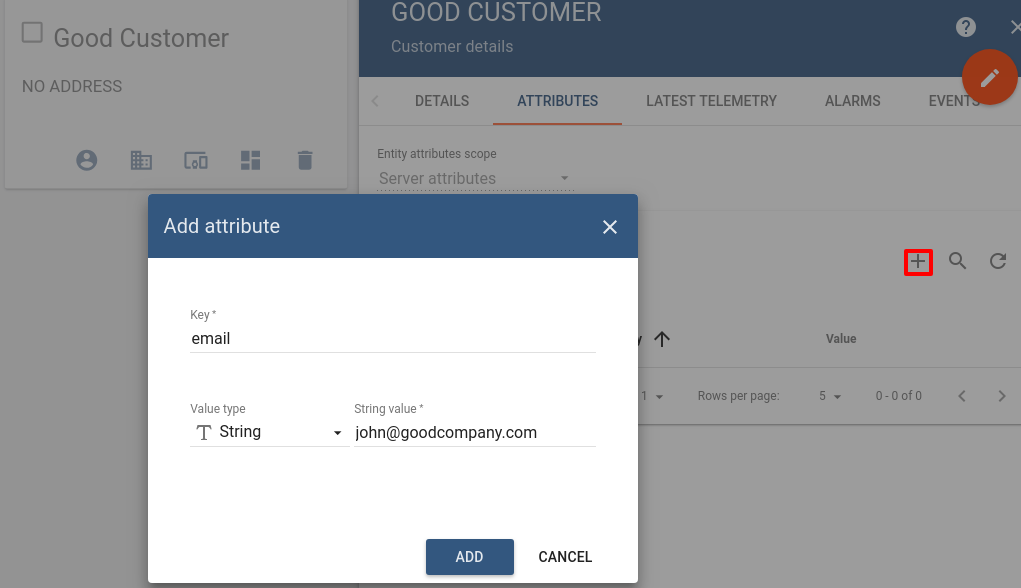 Good Customer
NO ADDRESS
GOOD CUSTOMER
Customer details
DETAILS
ATTRIBUTES
LATEST TELEMETRY
ALARMS
EVENTS
Entity attributes scope
Server attributes
Value
1
Rows per page:
5
0 - 0 of 0
Add attribute
Key *
email
Value type
String value *
String
john@goodcompany.com
ADD
CANCEL